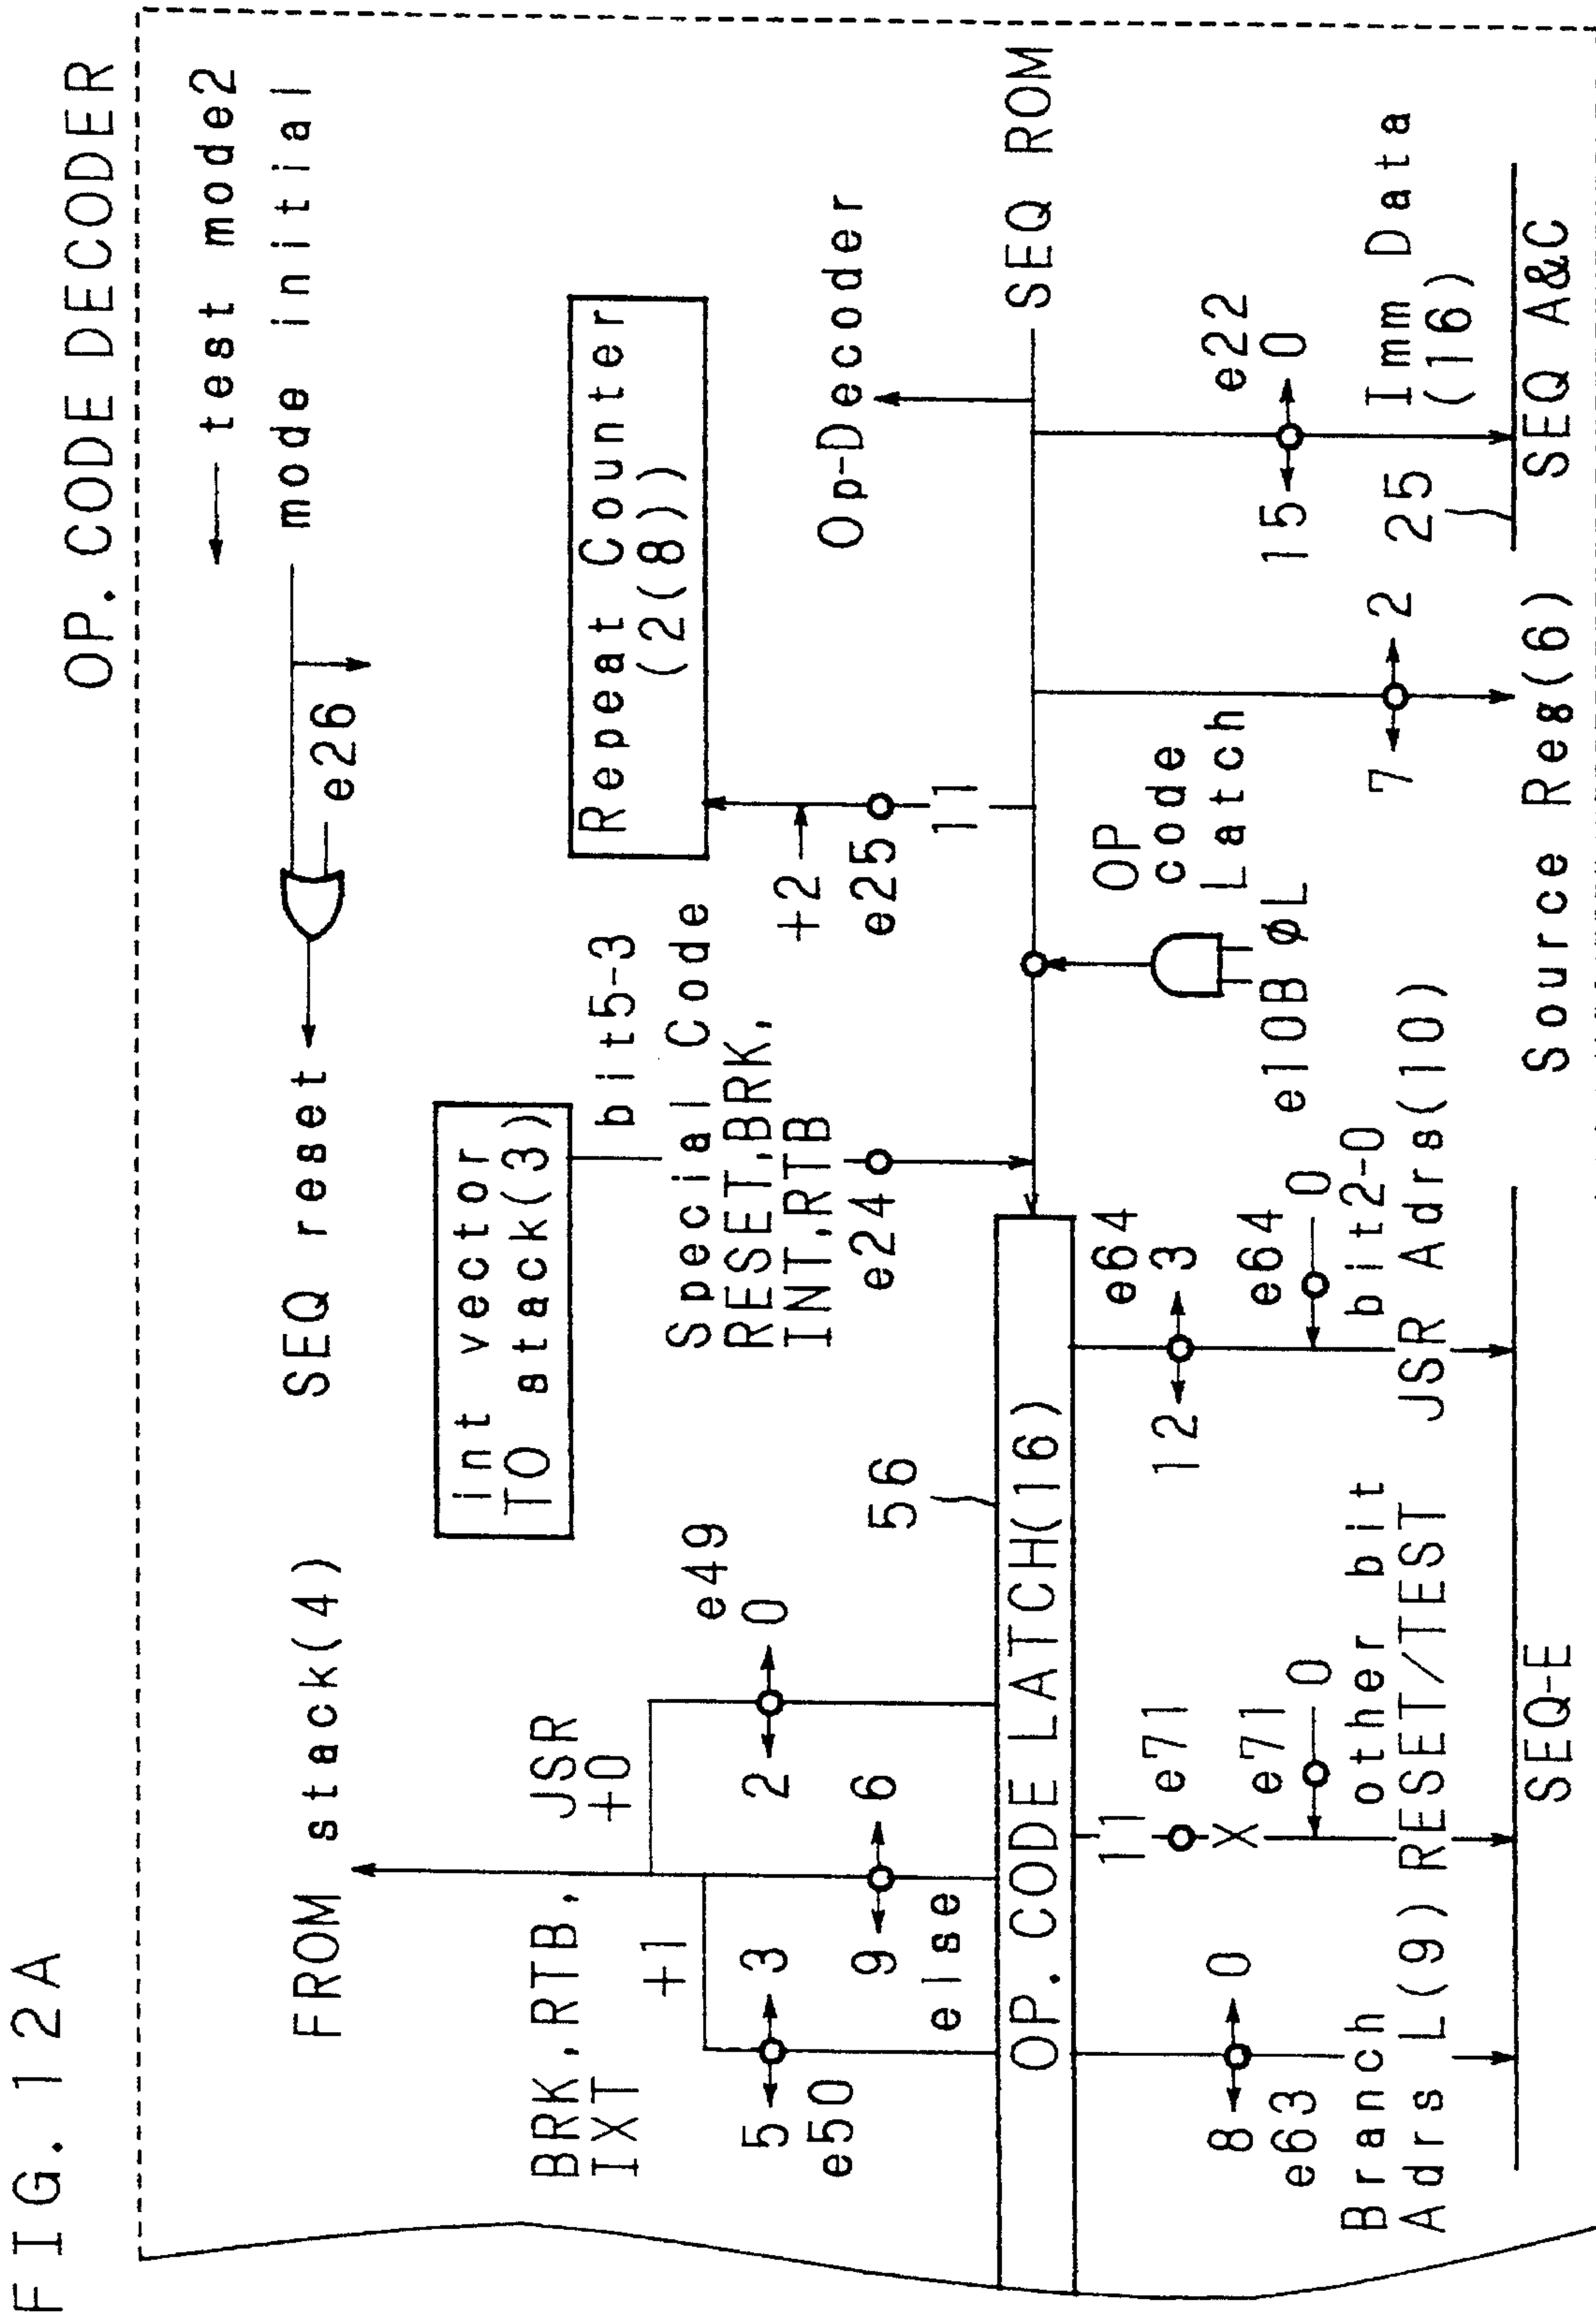 FIG. 12A
OP. CODE DECODER
test mode2
mode initial
e26
SEQ reset
FROM stack(4)
int vector
TO stack(3)
bit5-3
Special Code
RESET,BRK,
INT,RTB
e24
Repeat Counter
(2(8))
+2
e25
11
Op-Decoder
SEQ ROM
BRK,RTB,
IXT
+1
JSR
+0
5 3
e50
9 6
else
2 0
e49
56
OP. CODE LATCH(16)
OP
code
Latch
e10B øL
8 0
e63
Branch
Adrs L(9)
11
e71
X
e71
0
other bit
RESET/TEST
e64
12 3
e64
0
bit2-0
JSR Adrs(10)
7 2
Source Reg(6)
e22
15 0
Imm Data
(16)
25
SEQ-E
SEQ A&C